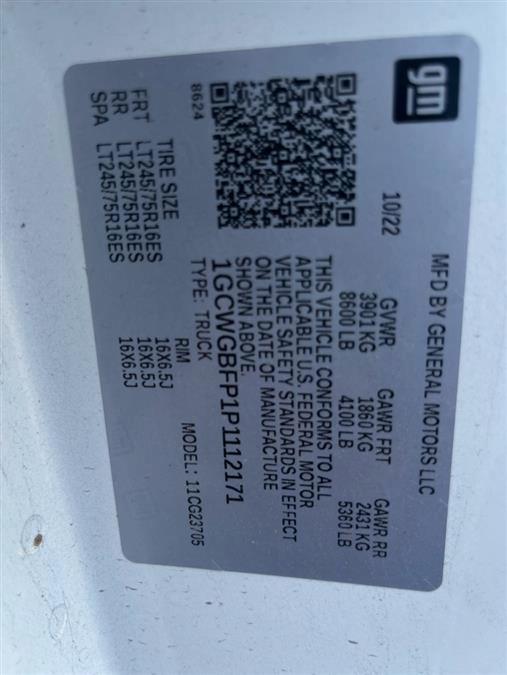 gm
MFD BY GENERAL MOTORS LLC
10/22 GVWR GAWR FRT GAWR RR
3901 KG 1860 KG 2431 KG
8600 LB 4100 LB 5360 LB
THIS VEHICLE CONFORMS TO ALL
APPLICABLE U.S. FEDERAL MOTOR
VEHICLE SAFETY STANDARDS IN EFFECT
ON THE DATE OF MANUFACTURE
SHOWN ABOVE.
1GCWGBFP1P1112171
TYPE: TRUCK MODEL: 11CG23705
8624
TIRE SIZE RIM
FRT LT245/75R16ES 16X6.5J
RR LT245/75R16ES 16X6.5J
SPA LT245/75R16ES 16X6.5J